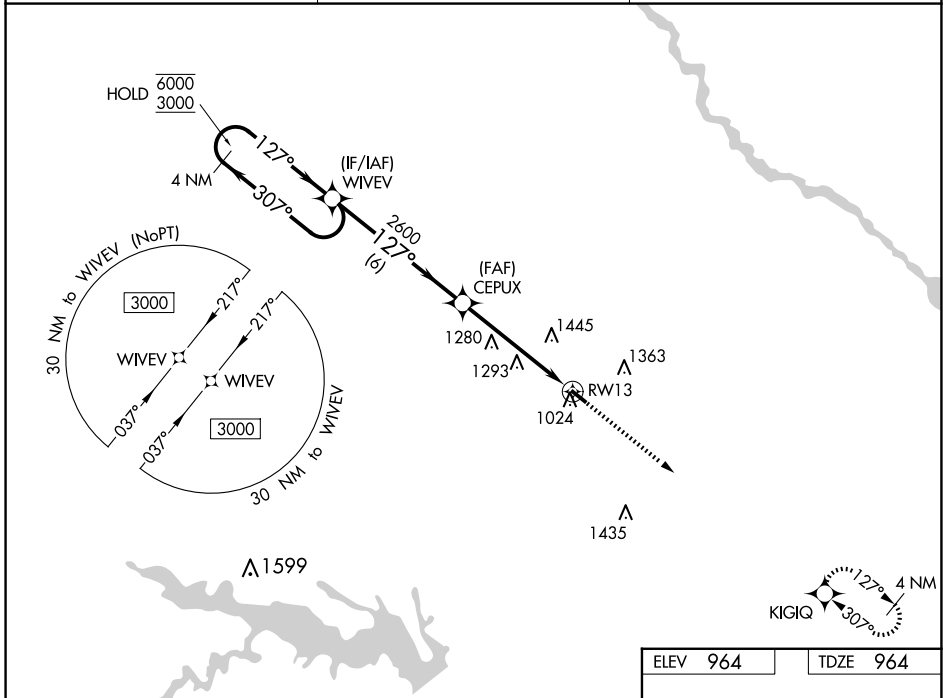 HOLD 6000
3000
127°
4 NM
307°
(IF/IAF)
WIVEV
2600
127°
(6)
(FAF)
CEPUX
30 NM to WIVEV (NoPT)
3000
217°
217°
WIVEV
WIVEV
037°
037°
3000
30 NM to WIVEV
1280
1445
1293
1363
RW13
1024
1435
1599
127°
4 NM
KIGIQ
307°
ELEV 964
TDZE 964